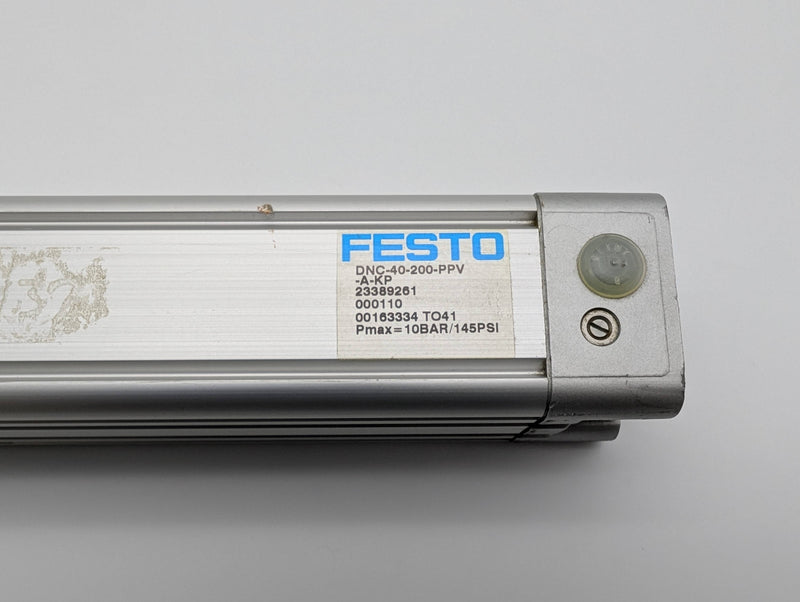 FESTO
DNC-40-200-PPV
-A-KP
23389261
000110
00163334 TO41
Pmax=10BAR/145PSI